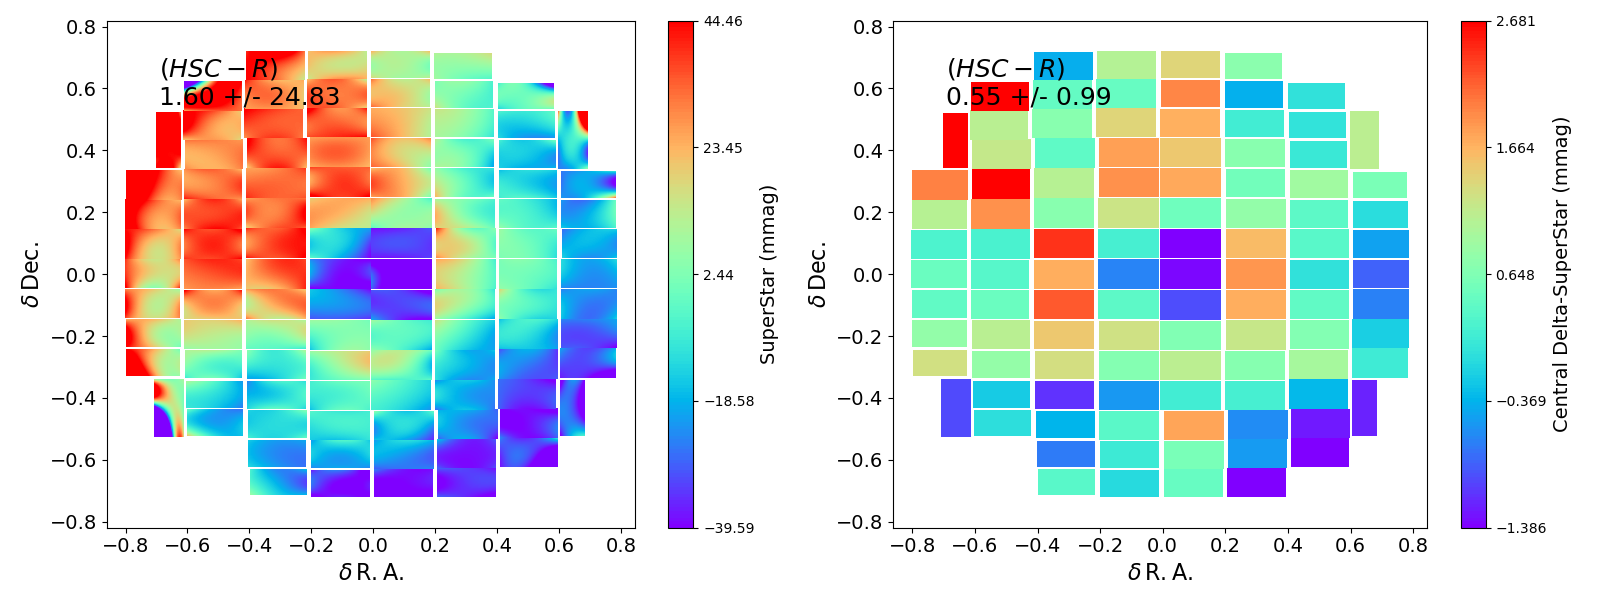 (HSC − R)
1.60 +/- 24.83
0.8
0.6
0.4
0.2
0.0
−0.2
−0.4
−0.6
−0.8
δ Dec.
−0.8 −0.6 −0.4 −0.2 0.0 0.2 0.4 0.6 0.8
δ R. A.
44.46
23.45
2.44
−18.58
−39.59
SuperStar (mmag)
(HSC − R)
0.55 +/- 0.99
0.8
0.6
0.4
0.2
0.0
−0.2
−0.4
−0.6
−0.8
δ Dec.
−0.8 −0.6 −0.4 −0.2 0.0 0.2 0.4 0.6 0.8
δ R. A.
2.681
1.664
0.648
−0.369
−1.386
Central Delta-SuperStar (mmag)